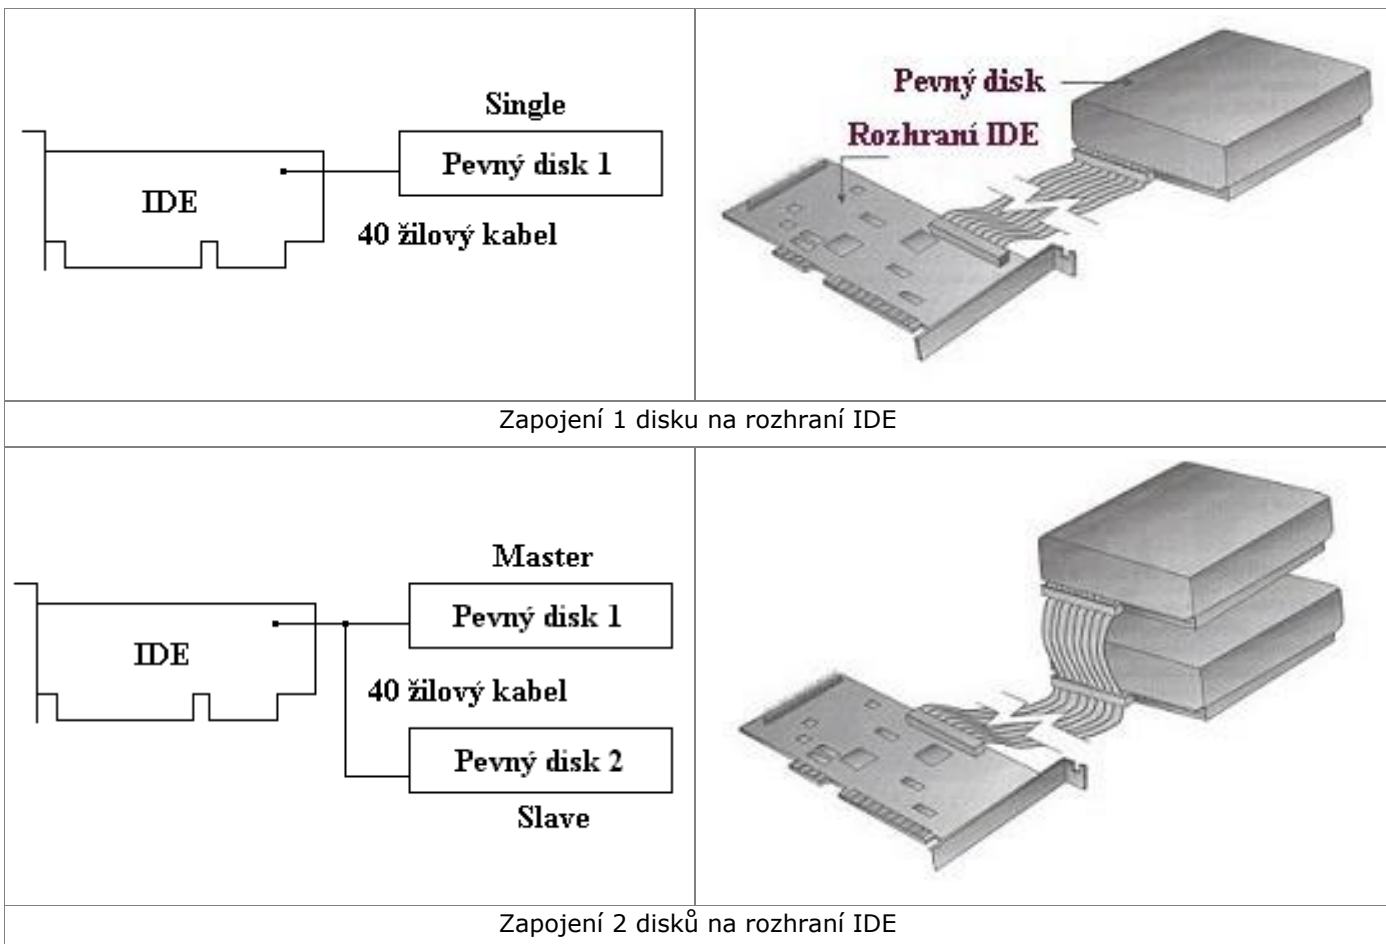 Single
Pevný disk 1
IDE
40 žilový kabel
Pevný disk
Rozhraní IDE
Zapojení 1 disku na rozhraní IDE
Master
Pevný disk 1
IDE
40 žilový kabel
Pevný disk 2
Slave
Zapojení 2 disků na rozhraní IDE